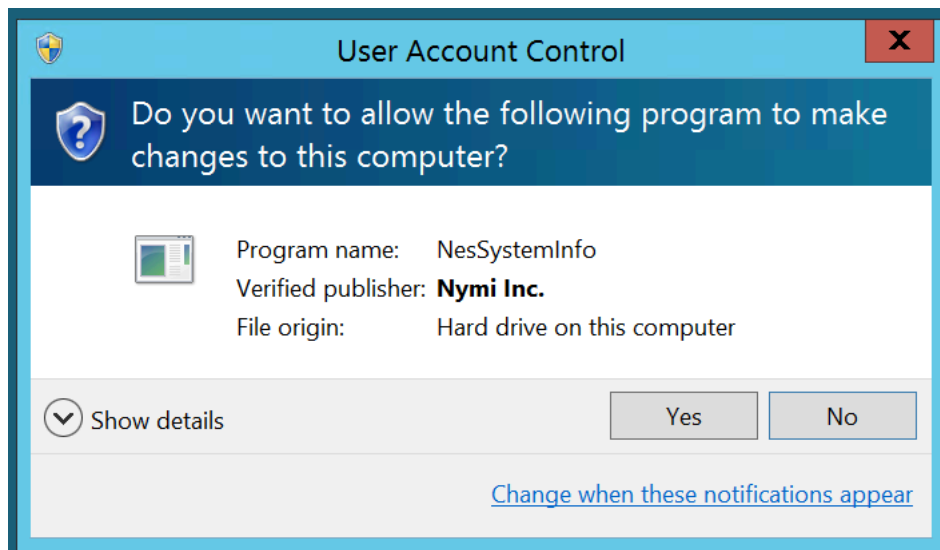 User Account Control
X
Do you want to allow the following program to make
changes to this computer?
Program name: NesSystemInfo
Verified publisher: Nymi Inc.
File origin: Hard drive on this computer
Show details
Yes
No
Change when these notifications appear